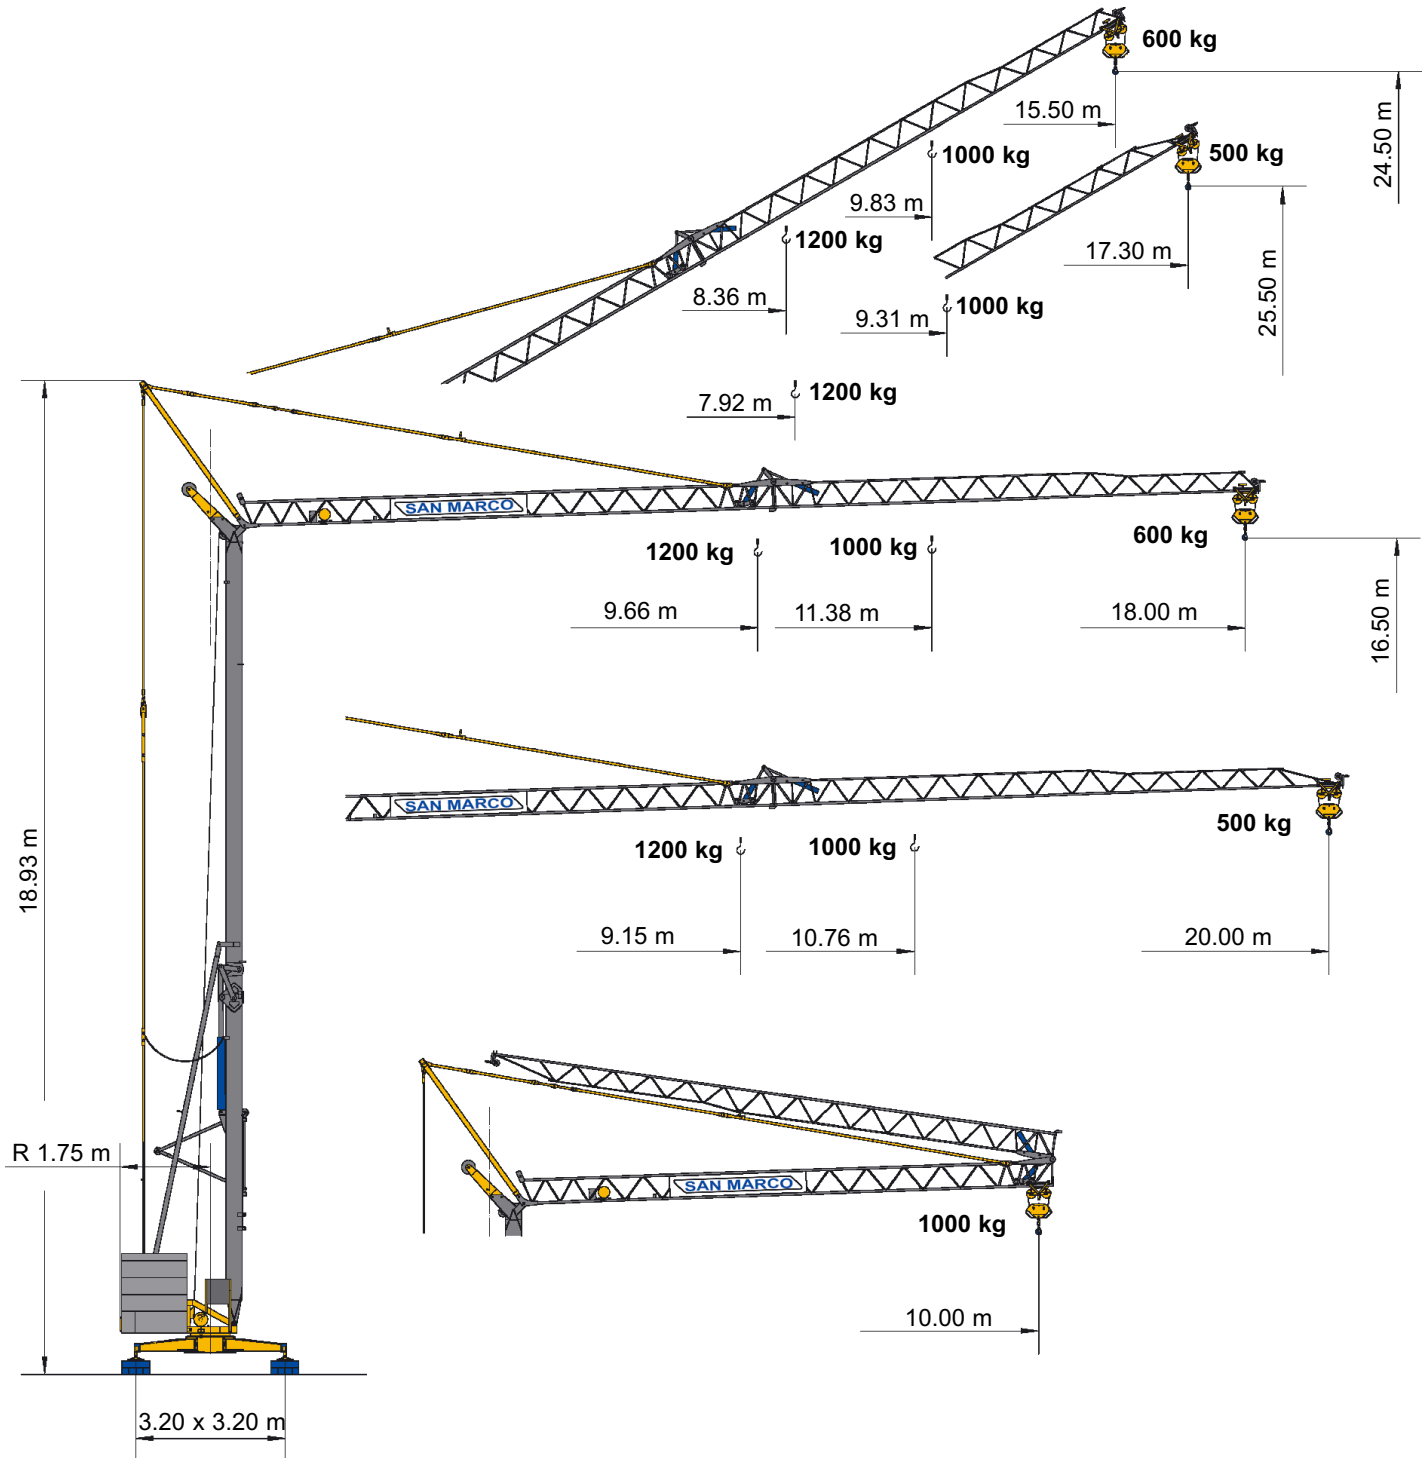 600 kg
15.50 m
24.50 m
1000 kg
500 kg
9.83 m
1200 kg
17.30 m
25.50 m
8.36 m
9.31 m
1000 kg
7.92 m
1200 kg
SAN MARCO
600 kg
1200 kg
1000 kg
9.66 m
11.38 m
18.00 m
16.50 m
SAN MARCO
500 kg
1200 kg
1000 kg
18.93 m
9.15 m
10.76 m
20.00 m
R 1.75 m
SAN MARCO
1000 kg
10.00 m
3.20 x 3.20 m